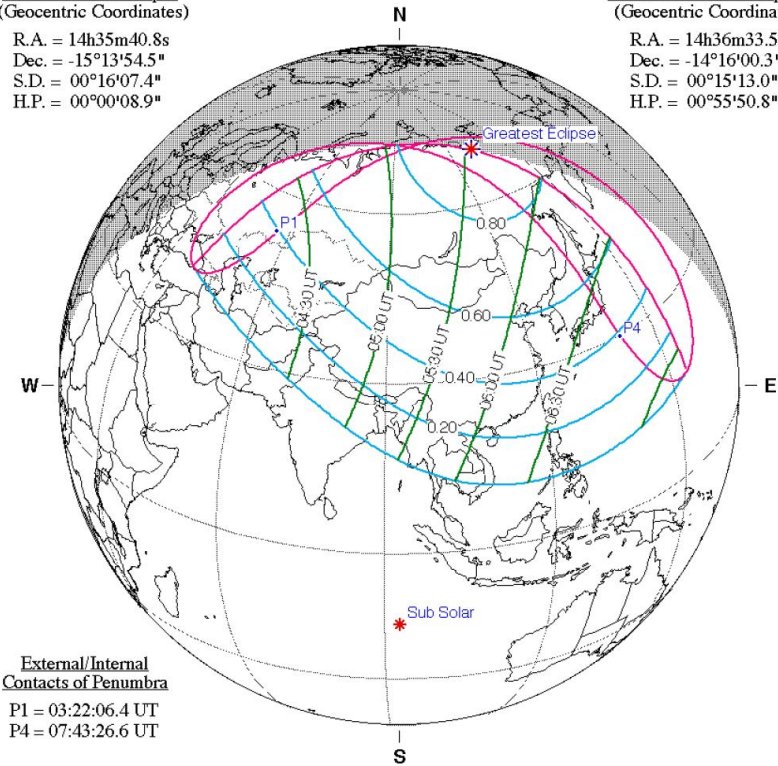 (Geocentric Coordinates)
R.A. = 14h35m40.8s
Dec. = -15°13'54.5"
S.D. = 00°16'07.4"
H.P. = 00°00'08.9"
N
(Geocentric Coordina
R.A. = 14h36m33.5
Dec. = -14°16'00.3"
S.D. = 00°15'13.0"
H.P. = 00°55'50.8"
Greatest Eclipse
P1
0.80
04:30 UT
05:00 UT
0.60
P4
05:30 UT
06:00 UT
06:30 UT
W
0.40
E
0.20
Sub Solar
External/Internal
Contacts of Penumbra
P1 = 03:22:06.4 UT
P4 = 07:43:26.6 UT
S